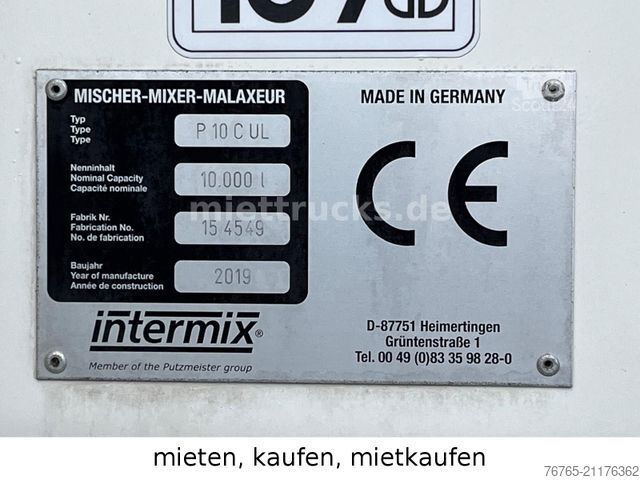 MISCHER-MIXER-MALAXEUR
MADE IN GERMANY
Typ
Type
Type
P 10 C UL
Nenninhalt
Nominal Capacity
Capacité nominale
10.000 l
Fabrik Nr.
Fabrication No.
No. de fabrication
15 4549
Baujahr
Year of manufacture
Année de construction
2019
CE
miettrucks.de
intermix®
Member of the Putzmeister group
D-87751 Heimertingen
Grüntenstraße 1
Tel. 00 49 (0)83 35 98 28-0
mieten, kaufen, mietkaufen
76765-21176362